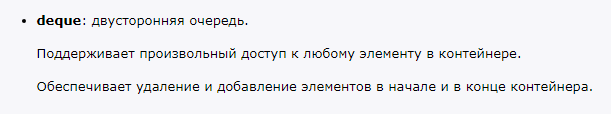 • deque: двусторонняя очередь.
Поддерживает произвольный доступ к любому элементу в контейнере.
Обеспечивает удаление и добавление элементов в начале и в конце контейнера.